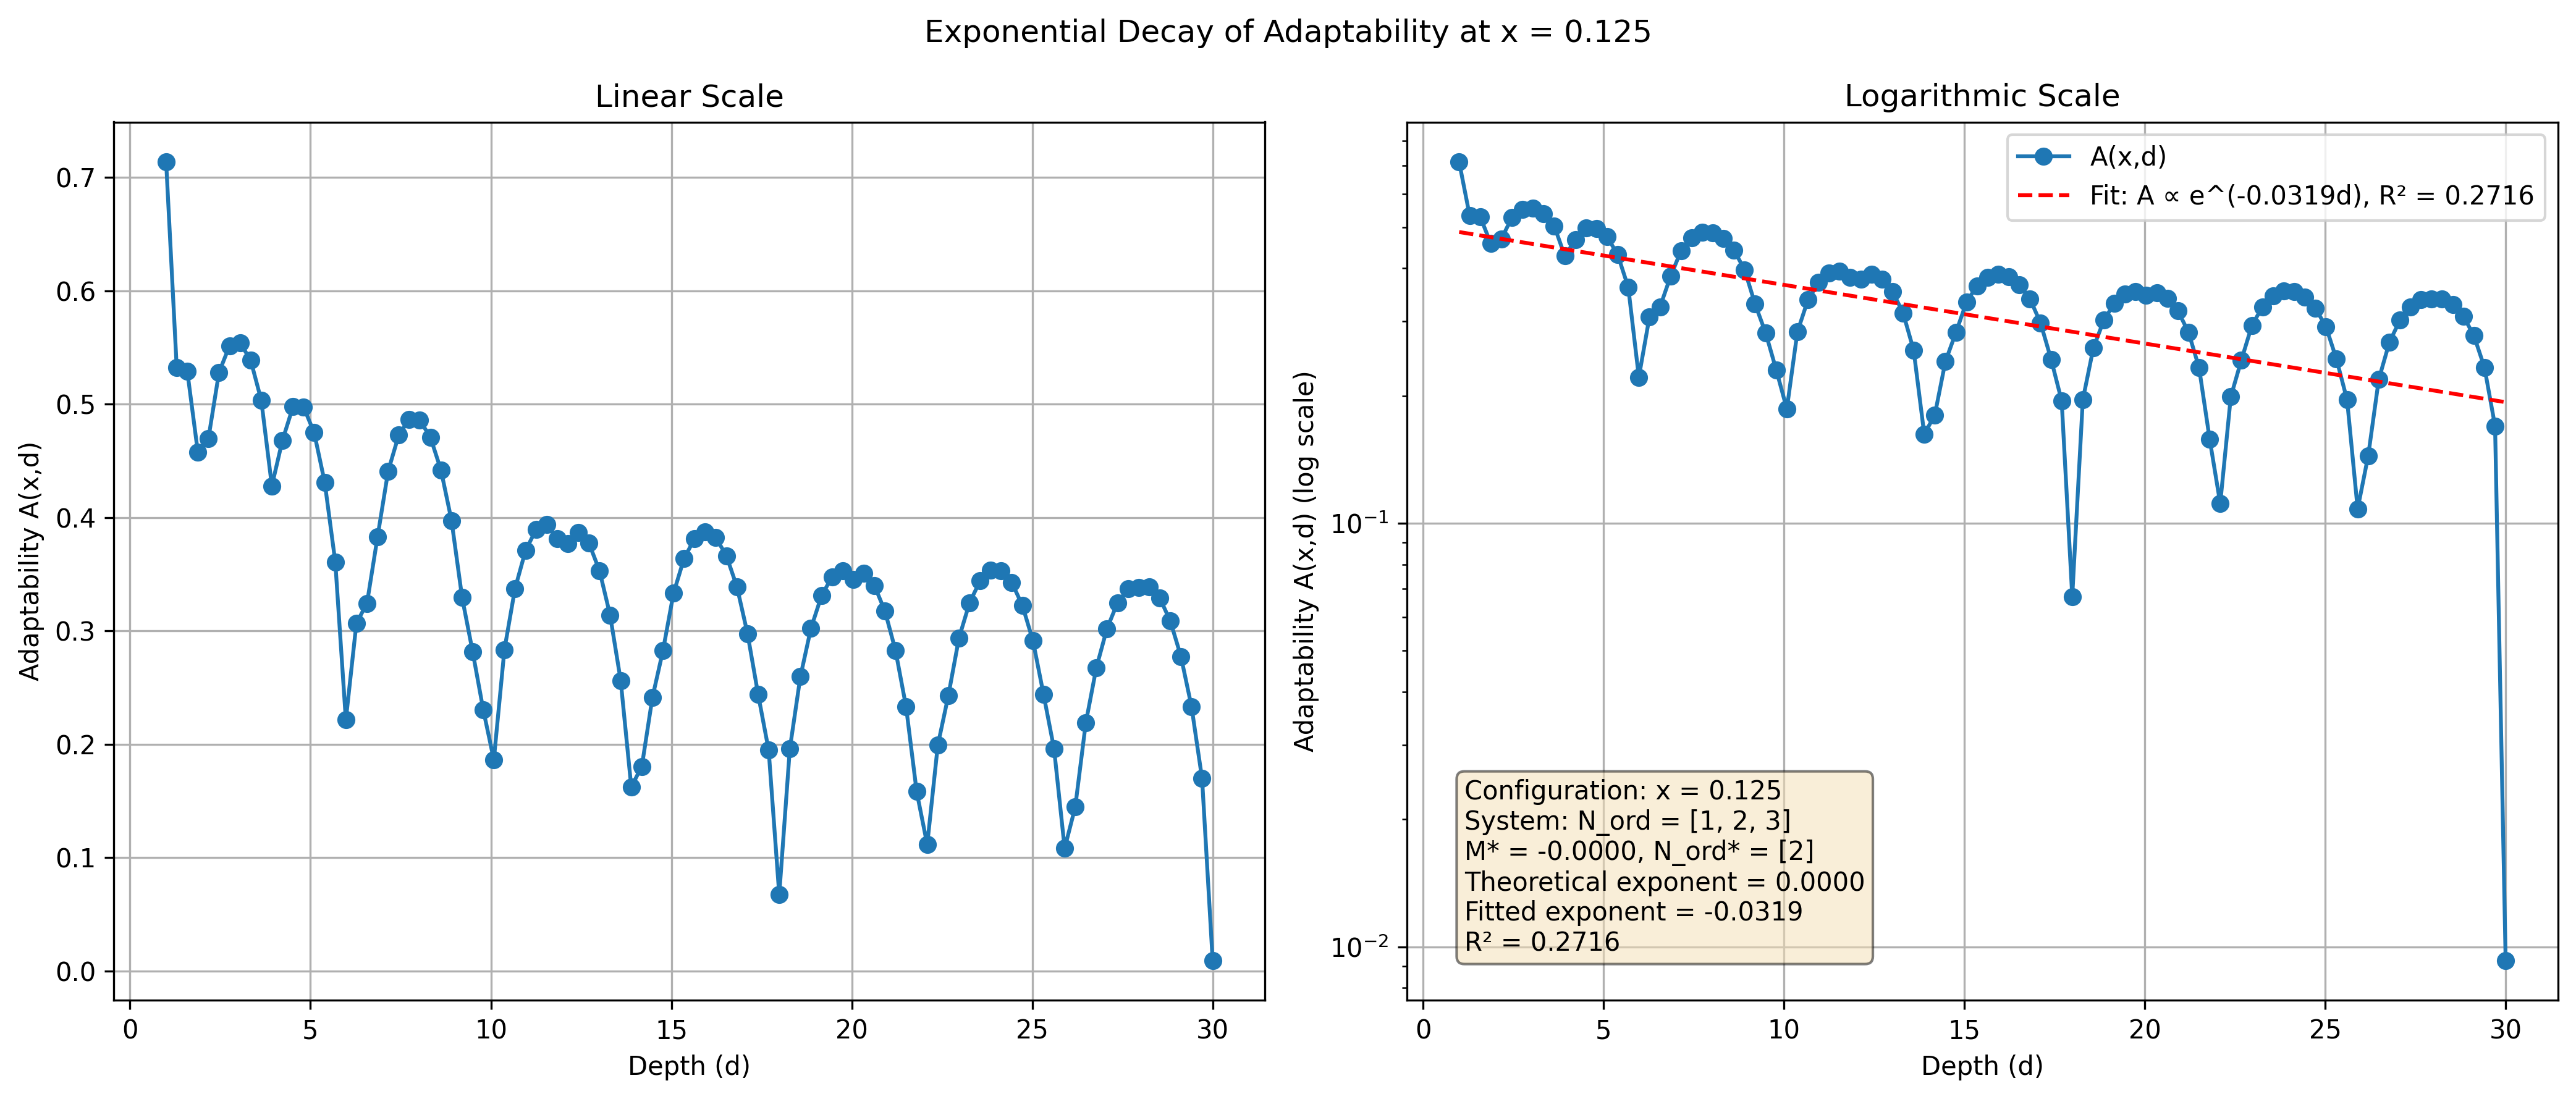 Exponential Decay of Adaptability at x = 0.125
Linear Scale
Adaptability A(x,d)
0.7
0.6
0.5
0.4
0.3
0.2
0.1
0.0
0
5
10
15
20
25
30
Depth (d)
Logarithmic Scale
Adaptability A(x,d) (log scale)
A(x,d)
Fit: A ∝ e^(-0.0319d), R² = 0.2716
10⁻¹
10⁻²
Configuration: x = 0.125
System: N_ord = [1, 2, 3]
M* = -0.0000, N_ord* = [2]
Theoretical exponent = 0.0000
Fitted exponent = -0.0319
R² = 0.2716
0
5
10
15
20
25
30
Depth (d)